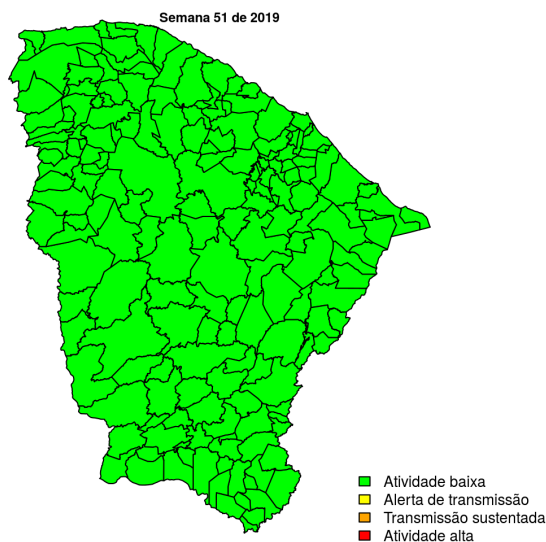 Semana 51 de 2019
Atividade baixa
Alerta de transmissão
Transmissão sustentada
Atividade alta